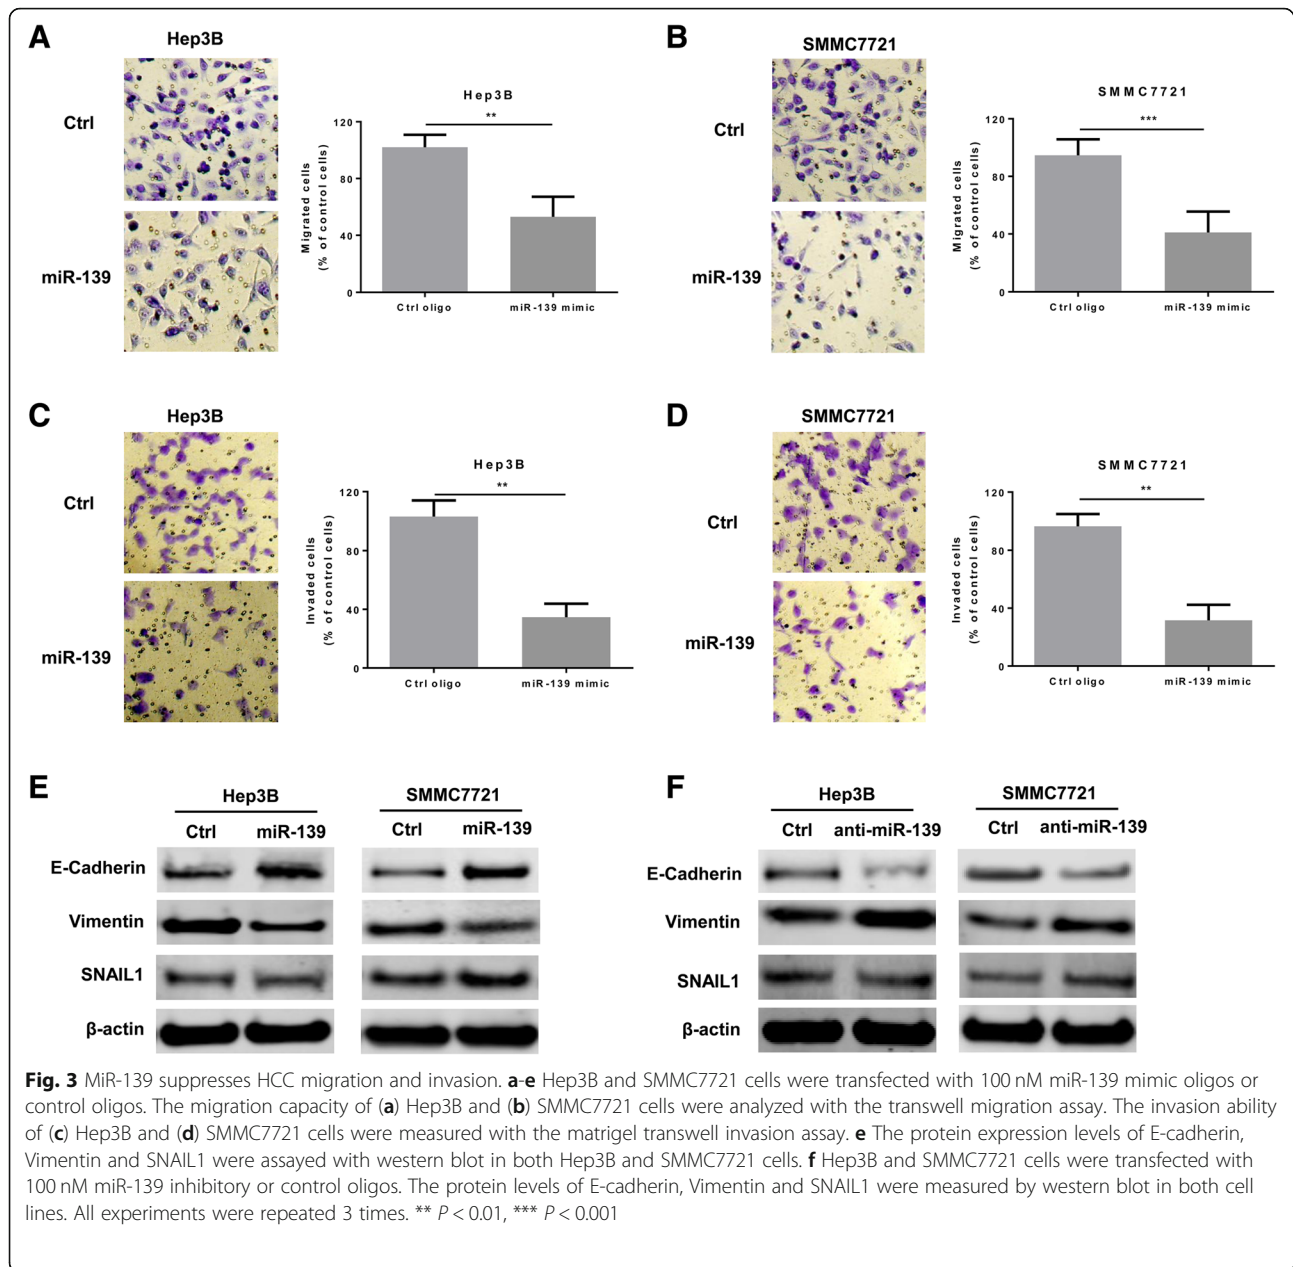 A
Hep3B
Ctrl
miR-139
Hep3B
**
120
80
40
0
Migrated cells
(% of control cells)
Ctrl oligo
miR-139 mimic
B
SMMC7721
Ctrl
miR-139
SMMC7721
***
120
80
40
0
Migrated cells
(% of control cells)
Ctrl oligo
miR-139 mimic
C
Hep3B
Ctrl
miR-139
Hep3B
**
120
80
40
0
Invaded cells
(% of control cells)
Ctrl oligo
miR-139 mimic
D
SMMC7721
Ctrl
miR-139
SMMC7721
**
120
80
40
0
Invaded cells
(% of control cells)
Ctrl oligo
miR-139 mimic
E
Hep3B
SMMC7721
Ctrl miR-139
Ctrl miR-139
E-Cadherin
Vimentin
SNAIL1
β-actin
F
Hep3B
SMMC7721
Ctrl anti-miR-139
Ctrl anti-miR-139
E-Cadherin
Vimentin
SNAIL1
β-actin
Fig. 3 MiR-139 suppresses HCC migration and invasion. a-e Hep3B and SMMC7721 cells were transfected with 100 nM miR-139 mimic oligos or
control oligos. The migration capacity of (a) Hep3B and (b) SMMC7721 cells were analyzed with the transwell migration assay. The invasion ability
of (c) Hep3B and (d) SMMC7721 cells were measured with the matrigel transwell invasion assay. e The protein expression levels of E-cadherin,
Vimentin and SNAIL1 were assayed with western blot in both Hep3B and SMMC7721 cells. f Hep3B and SMMC7721 cells were transfected with
100 nM miR-139 inhibitory or control oligos. The protein levels of E-cadherin, Vimentin and SNAIL1 were measured by western blot in both cell
lines. All experiments were repeated 3 times. ** P < 0.01, *** P < 0.001